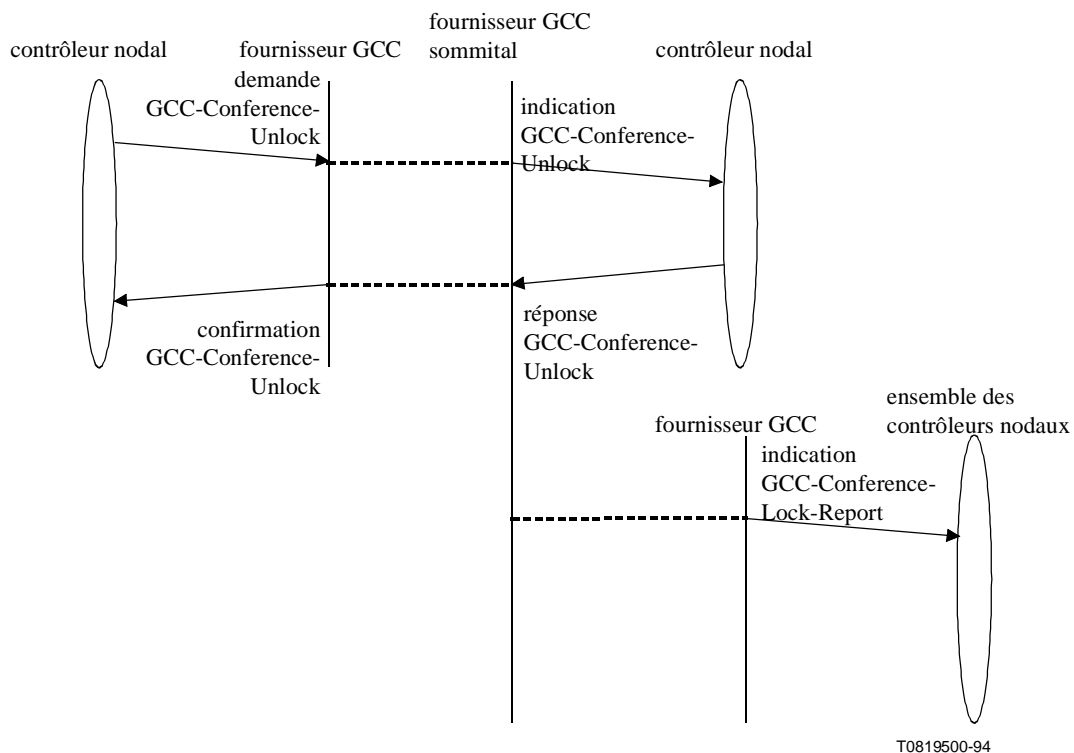 fournisseur GCC
sommital
contrôleur nodal
fournisseur GCC
contrôleur nodal
demande
GCC-Conference-
Unlock
indication
GCC-Conference-
Unlock
confirmation
GCC-Conference-
Unlock
réponse
GCC-Conference-
Unlock
ensemble des
contrôleurs nodaux
fournisseur GCC
indication
GCC-Conference-
Lock-Report
T0819500-94